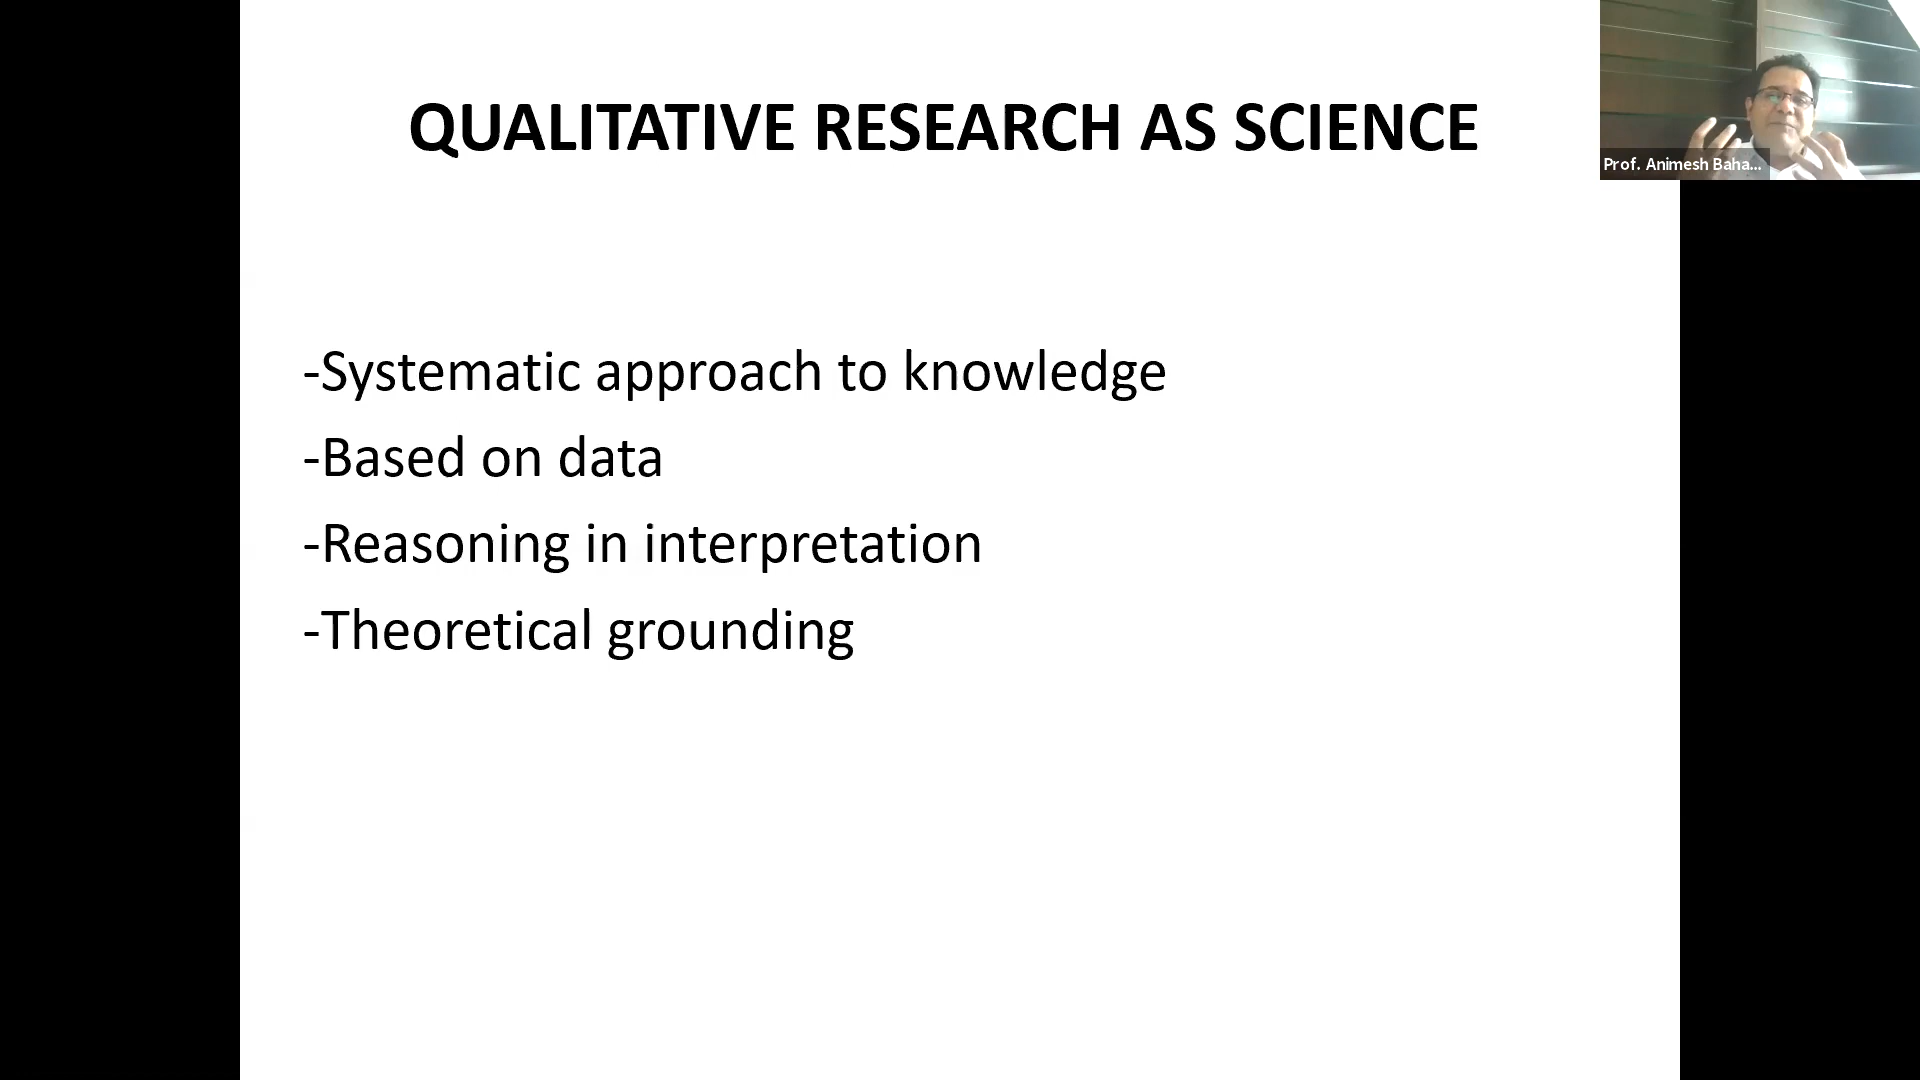 QUALITATIVE RESEARCH AS SCIENCE
Prof. Animesh Baha...
-Systematic approach to knowledge
-Based on data
-Reasoning in interpretation
-Theoretical grounding